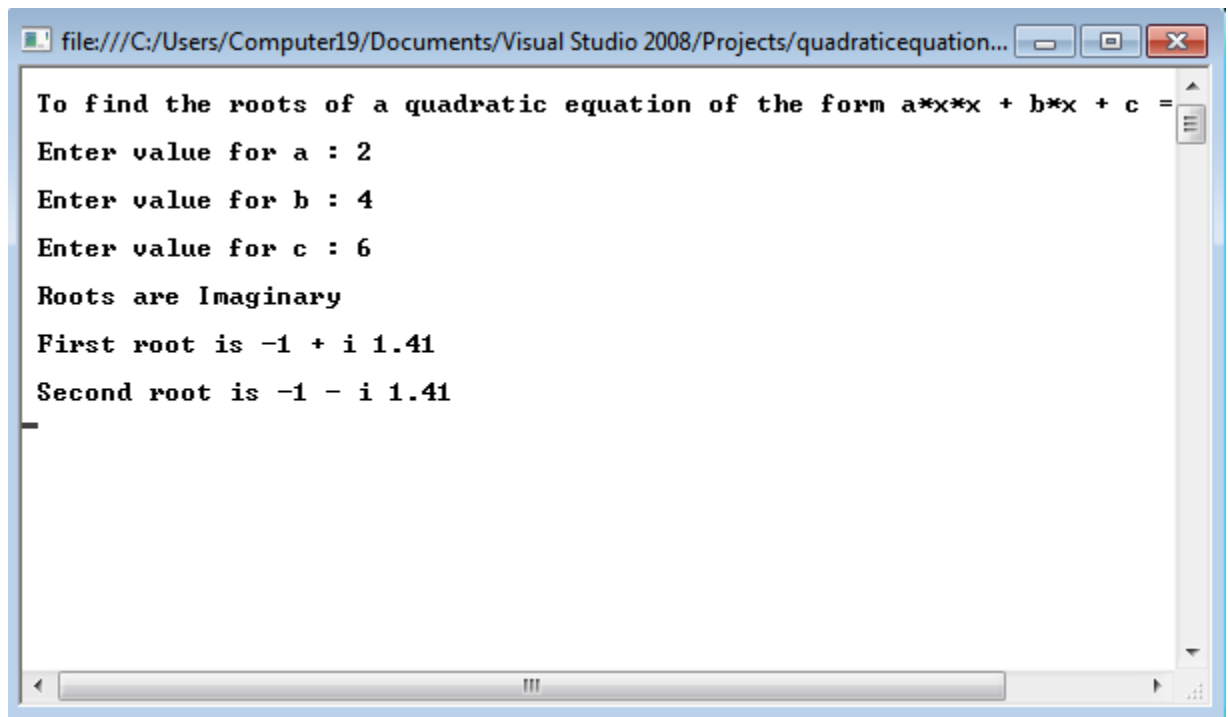 file:///C:/Users/Computer19/Documents/Visual Studio 2008/Projects/quadraticequation...
To find the roots of a quadratic equation of the form a*x*x + b*x + c =
Enter value for a : 2
Enter value for b : 4
Enter value for c : 6
Roots are Imaginary
First root is -1 + i 1.41
Second root is -1 - i 1.41